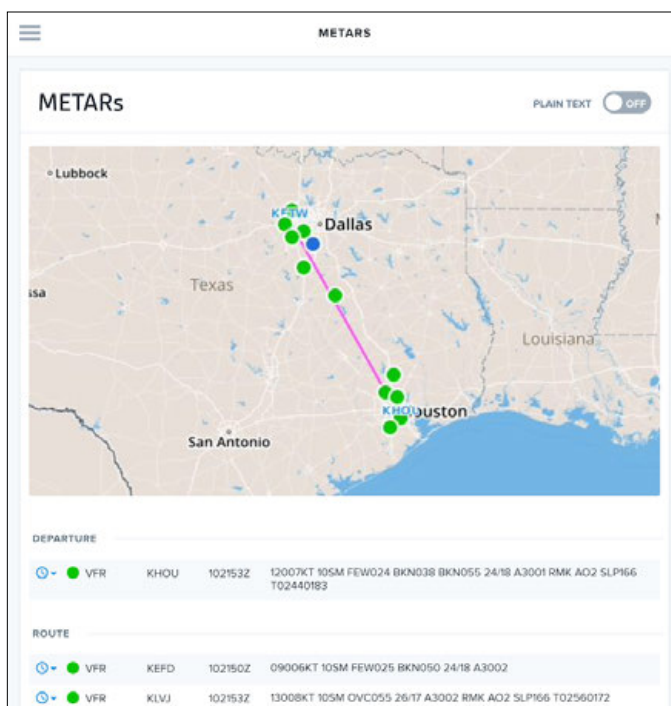 METARS
METARs
PLAIN TEXT OFF
Lubbock
Dallas
Texas
ssa
Louisiana
KHOU
ouston
San Antonio
DEPARTURE
VFR KHOU 102153Z 12007KT 10SM FEW024 BKN038 BKN055 24/18 A3001 RMK AO2 SLP166
T02440183
ROUTE
VFR KEFD 102150Z 09006KT 10SM FEW025 BKN050 24/18 A3002
VFR KLVJ 102153Z 13008KT 10SM OVC055 26/17 A3002 RMK AO2 SLP166 T02560172